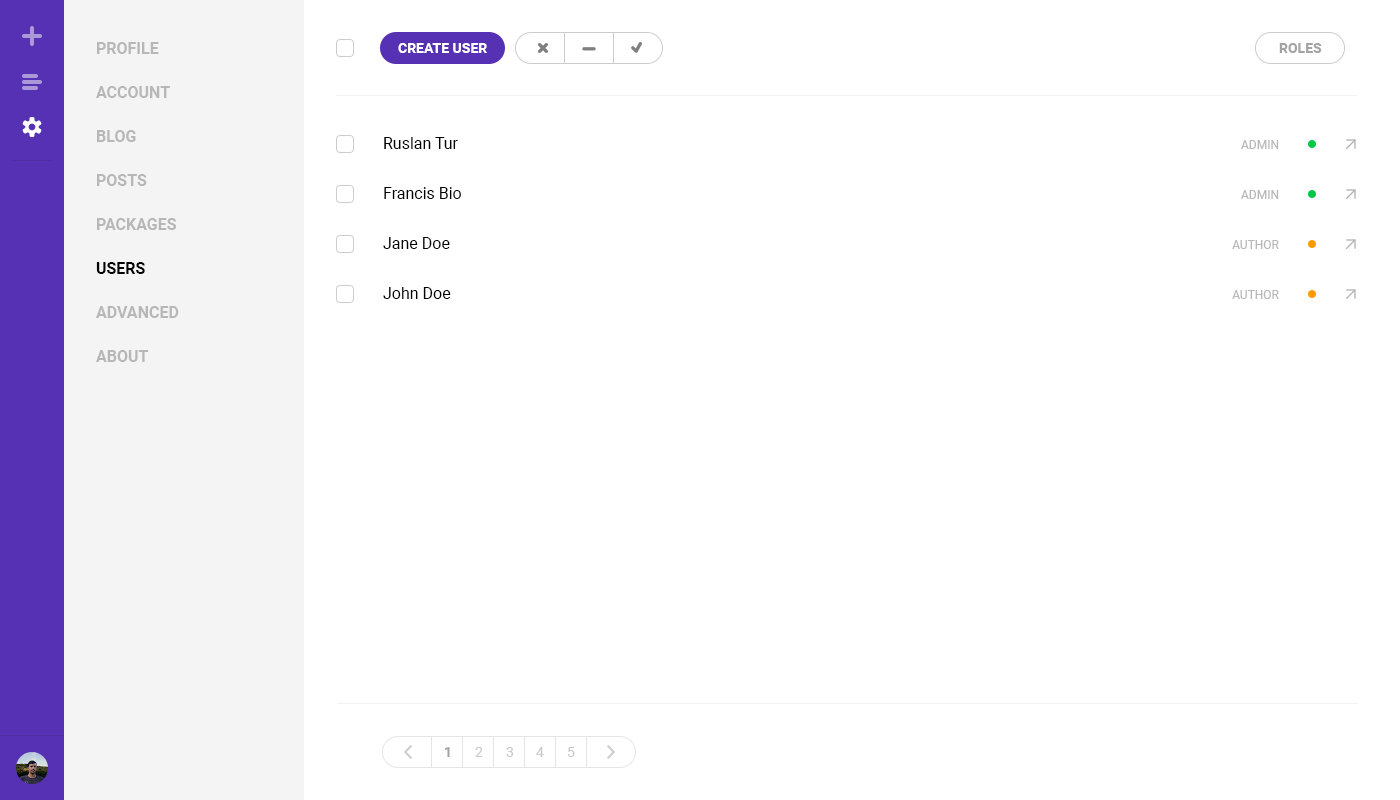 PROFILE
ACCOUNT
BLOG
POSTS
PACKAGES
USERS
ADVANCED
ABOUT
CREATE USER
ROLES
Ruslan Tur ADMIN
Francis Bio ADMIN
Jane Doe AUTHOR
John Doe AUTHOR
1 2 3 4 5